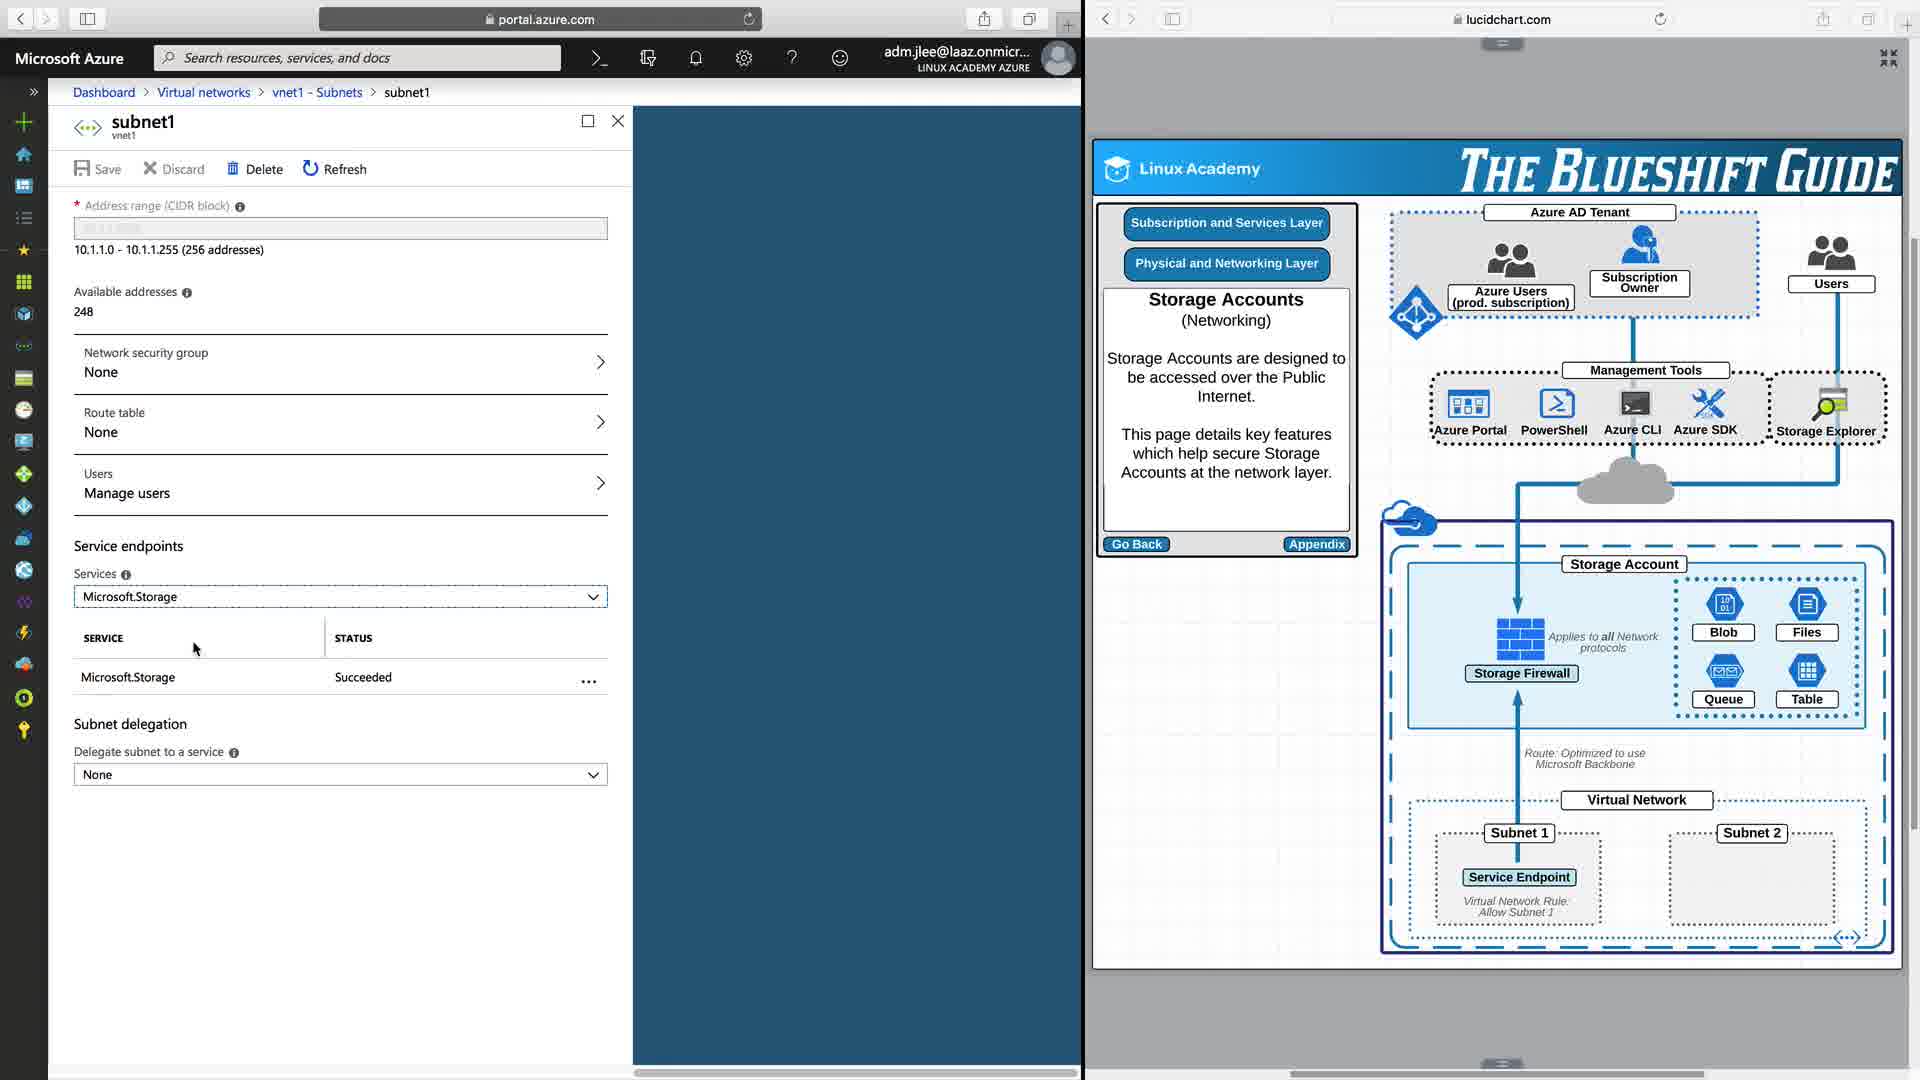 portal.azure.com
Microsoft Azure
Search resources, services, and docs
adm.jlee@laaz.onmicr...
LINUX ACADEMY AZURE
Dashboard > Virtual networks > vnet1 - Subnets > subnet1
subnet1
vnet1
Save
Discard
Delete
Refresh
* Address range (CIDR block)
10.1.1.0 - 10.1.1.255 (256 addresses)
Available addresses
248
Network security group
None
Route table
None
Users
Manage users
Service endpoints
Services
Microsoft.Storage
SERVICE
STATUS
Microsoft.Storage
Succeeded
...
Subnet delegation
Delegate subnet to a service
None
lucidchart.com
Linux Academy
THE BLUESHIFT GUIDE
Subscription and Services Layer
Physical and Networking Layer
Storage Accounts
(Networking)
Storage Accounts are designed to
be accessed over the Public
Internet.
This page details key features
which help secure Storage
Accounts at the network layer.
Go Back
Appendix
Azure AD Tenant
Azure Users
(prod. subscription)
Subscription
Owner
Users
Management Tools
Azure Portal
PowerShell
Azure CLI
Azure SDK
Storage Explorer
Storage Account
Applies to all Network
protocols
Storage Firewall
Blob
Files
Queue
Table
Route: Optimized to use
Microsoft Backbone
Virtual Network
Subnet 1
Subnet 2
Service Endpoint
Virtual Network Rule:
Allow Subnet 1